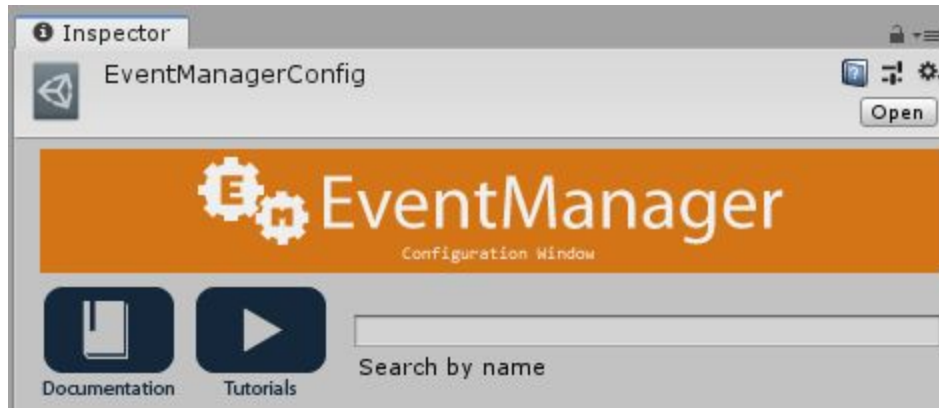 Inspector
EventManagerConfig
Open
E M EventManager
Configuration Window
Search by name
Documentation Tutorials